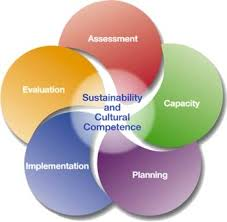 Assessment
Evaluation
Sustainability
and
Cultural
Competence
Capacity
Implementation
Planning